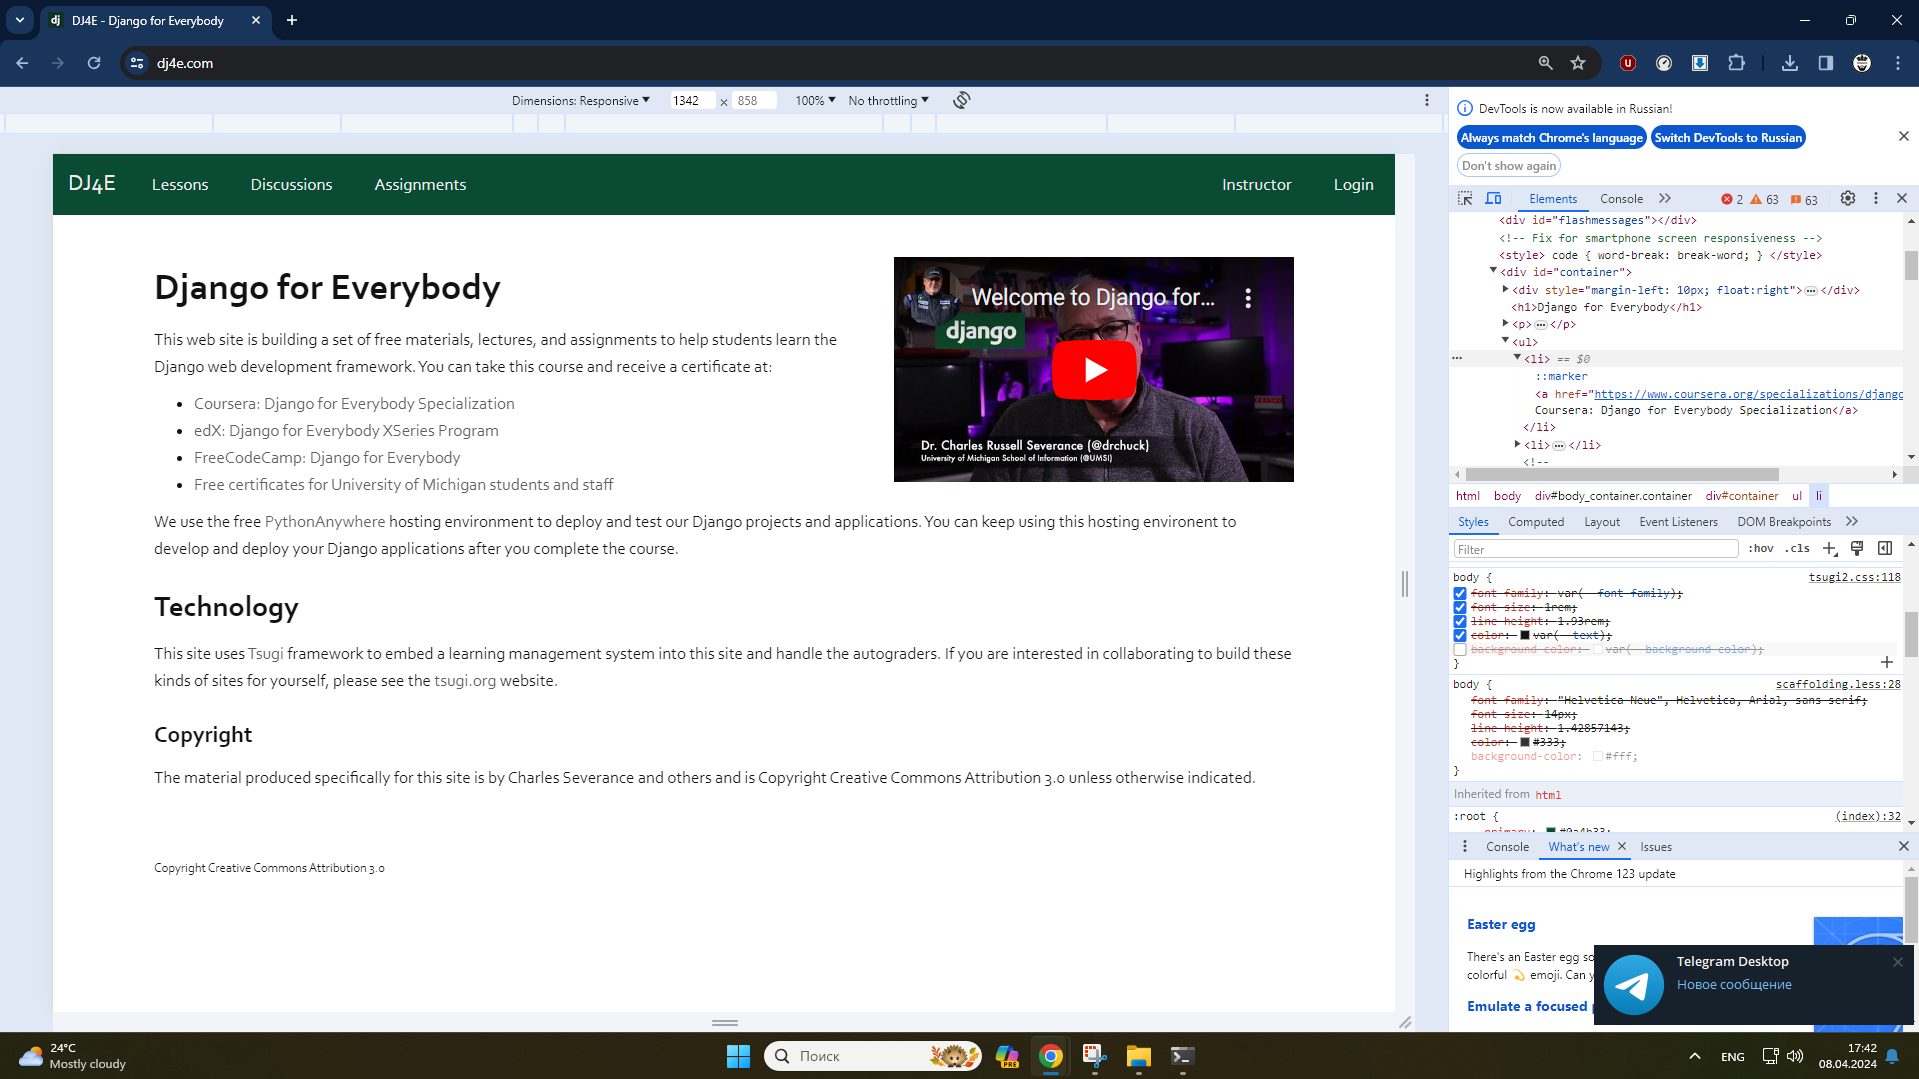 DJ4E - Django for Everybody
dj4e.com
Dimensions: Responsive
1342 × 858
100%
No throttling
DJ4E
Lessons
Discussions
Assignments
Instructor
Login
Django for Everybody
This web site is building a set of free materials, lectures, and assignments to help students learn the
Django web development framework. You can take this course and receive a certificate at:
Coursera: Django for Everybody Specialization
edX: Django for Everybody XSeries Program
FreeCodeCamp: Django for Everybody
Free certificates for University of Michigan students and staff
Welcome to Django for...
django
Dr. Charles Russell Severance (@drchuck)
University of Michigan School of Information (@UMSI)
We use the free PythonAnywhere hosting environment to deploy and test our Django projects and applications. You can keep using this hosting environent to
develop and deploy your Django applications after you complete the course.
Technology
This site uses Tsugi framework to embed a learning management system into this site and handle the autograders. If you are interested in collaborating to build these
kinds of sites for yourself, please see the tsugi.org website.
Copyright
The material produced specifically for this site is by Charles Severance and others and is Copyright Creative Commons Attribution 3.0 unless otherwise indicated.
Copyright Creative Commons Attribution 3.0
DevTools is now available in Russian!
Always match Chrome's language
Switch DevTools to Russian
Don't show again
Elements
Console
2
63
63
<div id="flashmessages"></div>
<!-- Fix for smartphone screen responsiveness -->
<style> code { word-break: break-word; } </style>
<div id="container">
<div style="margin-left: 10px; float:right"> … </div>
<h1>Django for Everybody</h1>
<p> … </p>
<ul>
<li> == $0
::marker
<a href="https://www.coursera.org/specializations/django
Coursera: Django for Everybody Specialization</a>
</li>
<li> … </li>
<!--
html body div#body_container.container div#container ul li
Styles
Computed
Layout
Event Listeners
DOM Breakpoints
Filter
:hov .cls
body {
tsugi2.css:118
font-family: var(--font-family);
font-size: 1rem;
line-height: 1.93rem;
color: var(--text);
background-color: var(--background-color);
}
body {
scaffolding.less:28
font-family: "Helvetica Neue", Helvetica, Arial, sans-serif;
font-size: 14px;
line-height: 1.42857143;
color: #333;
background-color: #fff;
}
Inherited from html
:root {
(index):32
--primary: #0a4b33;
Console
What's new
Issues
Highlights from the Chrome 123 update
Easter egg
There's an Easter egg so
colorful 💫 emoji. Can y
Emulate a focused
Telegram Desktop
Новое сообщение
24°C
Mostly cloudy
Поиск
PRE
ENG
17:42
08.04.2024